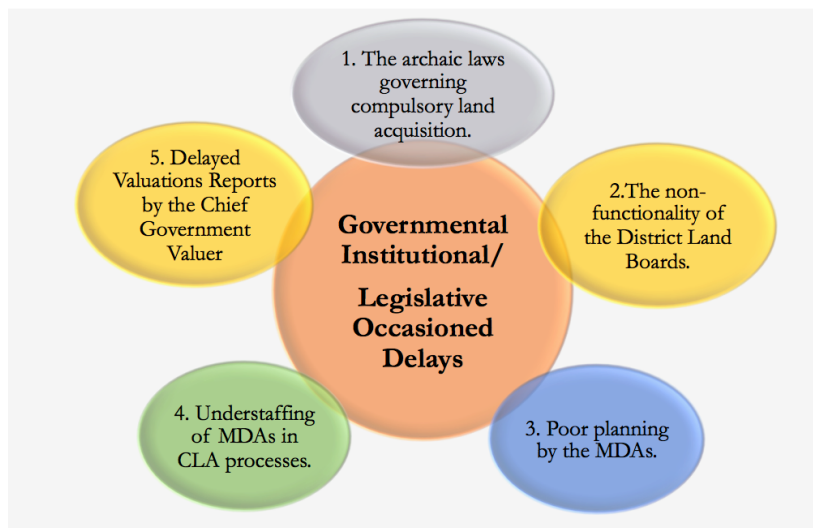 1. The archaic laws
governing
compulsory land
acquisition.
5. Delayed
Valuations Reports
by the Chief
Government
Valuer
2.The non-
functionality of
the District Land
Boards.
Governmental
Institutional/
Legislative
Occasioned
Delays
4. Understaffing
of MDAs in
CLA processes.
3. Poor planning
by the MDAs.